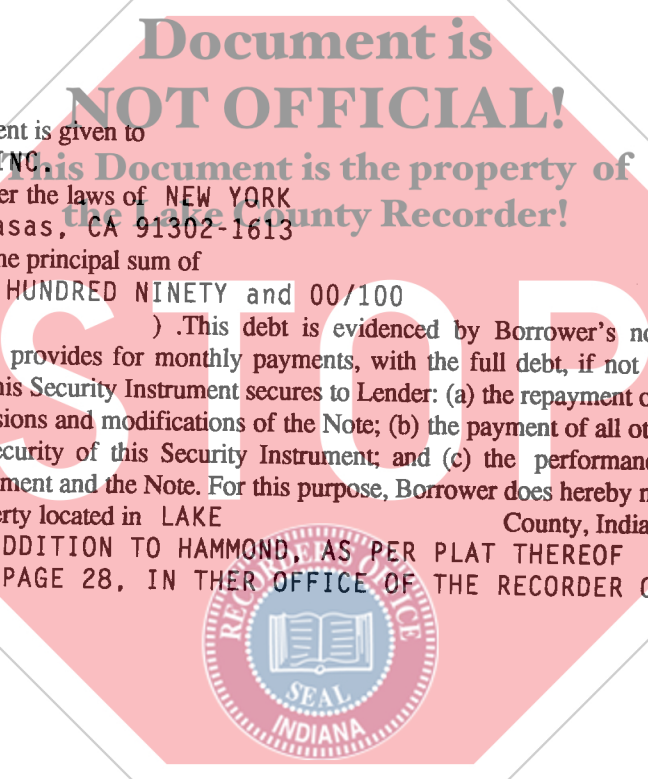 Document is
NOT OFFICIAL!
ent is given to
INC.
This Document is the property of
er the laws of NEW YORK
the Lake County Recorder!
asas, CA 91302-1613
he principal sum of
HUNDRED NINETY and 00/100
) .This debt is evidenced by Borrower's no
provides for monthly payments, with the full debt, if not
his Security Instrument secures to Lender: (a) the repayment o
sions and modifications of the Note; (b) the payment of all ot
ecurity of this Security Instrument; and (c) the performanc
ment and the Note. For this purpose, Borrower does hereby m
erty located in LAKE County, India
DDITION TO HAMMOND, AS PER PLAT THEREOF
PAGE 28, IN THER OFFICE OF THE RECORDER O
STOP
RECORDER'S OFFICE
SEAL
INDIANA